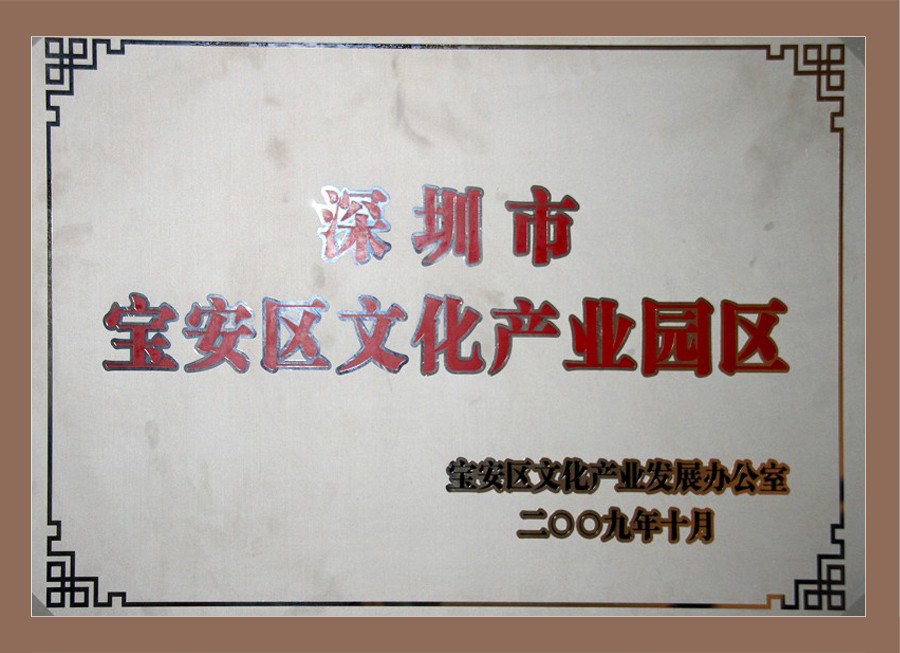 深圳市
宝安区文化产业园区
宝安区文化产业发展办公室
二〇〇九年十月